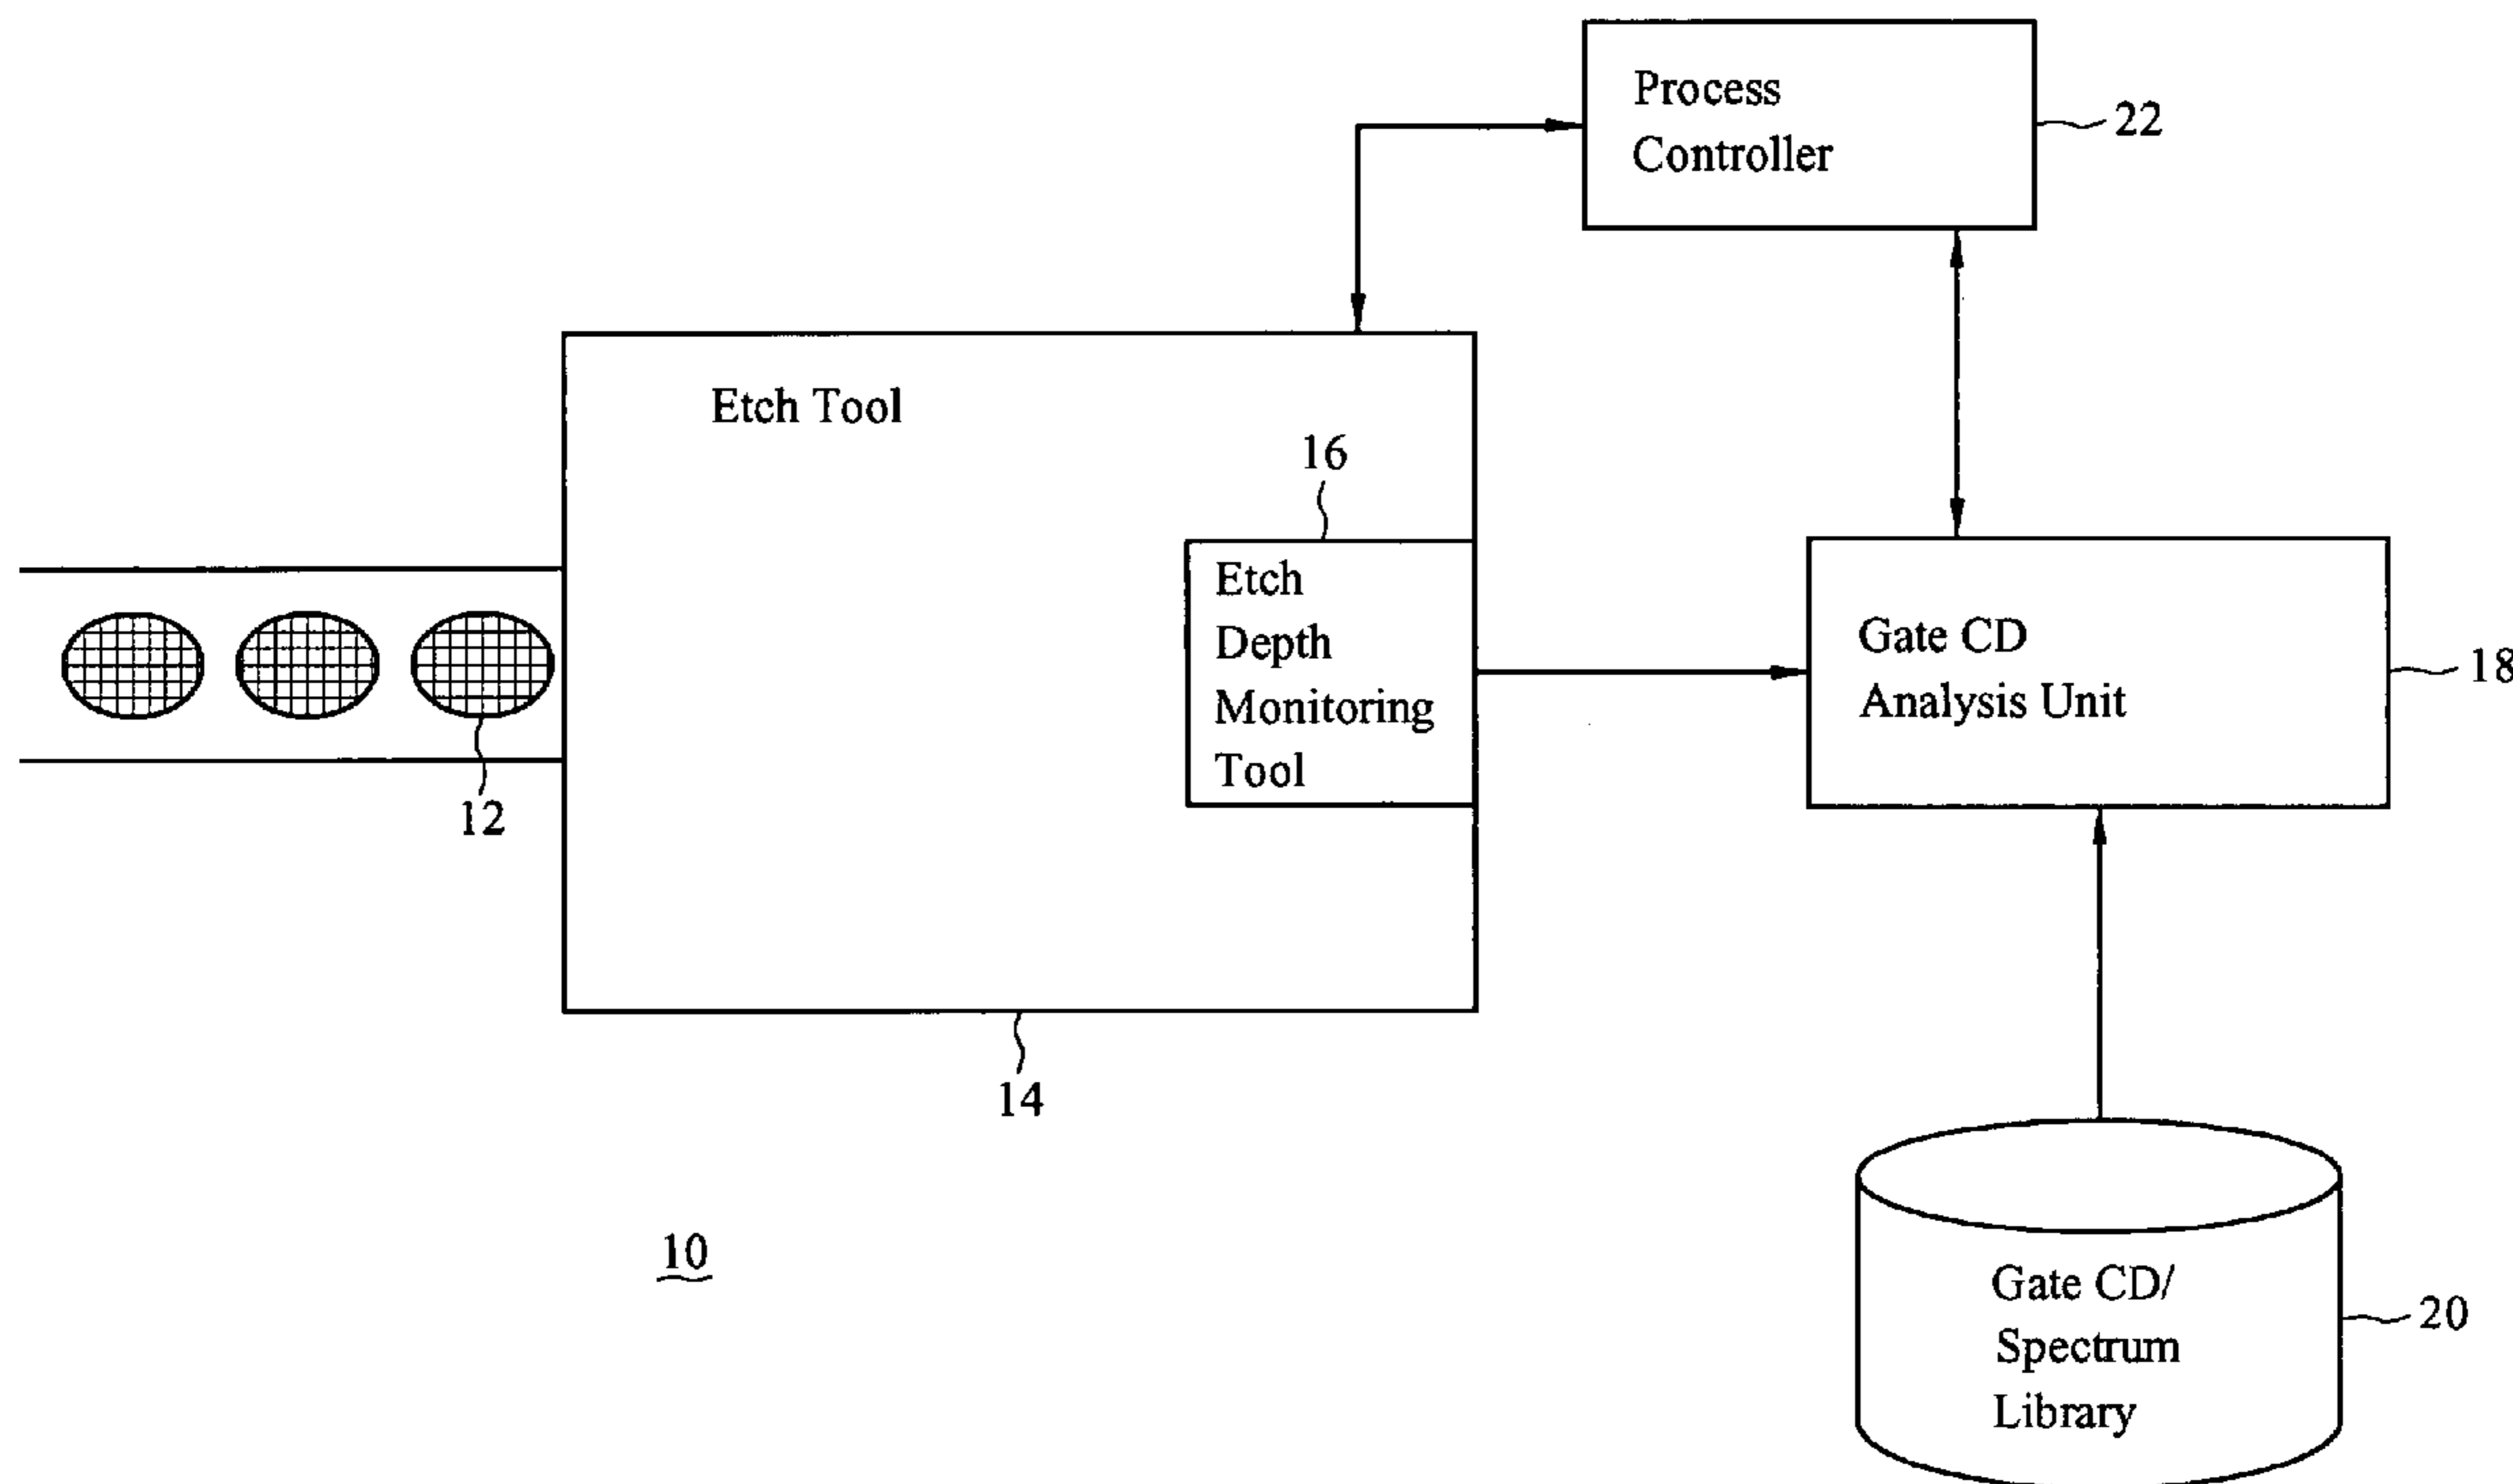 Process
Controller
22
Etch Tool
16
Etch
Depth
Monitoring
Tool
Gate CD
Analysis Unit
18
12
14
10
Gate CD/
Spectrum
Library
20